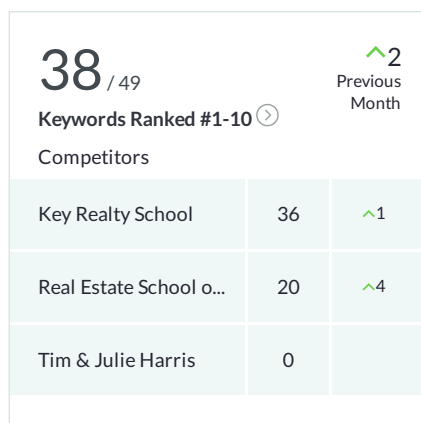 38 / 49
^2
Previous
Month
Keywords Ranked #1-10
Competitors
Key Realty School 36 ^1
Real Estate School o... 20 ^4
Tim & Julie Harris 0